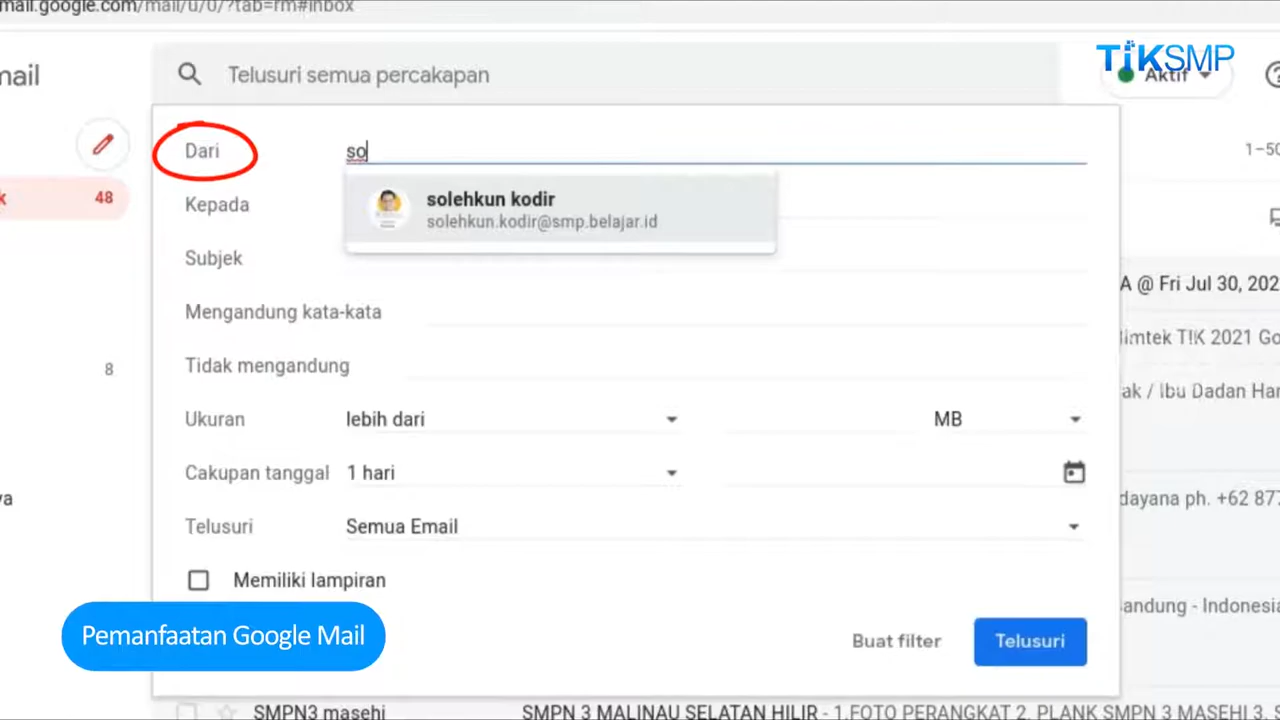 mail.google.com/mail/u/0/?tab=rm#inbox
TIKSMP
mail
Telusuri semua percakapan
Aktif
Dari
so
1–50
solehkun kodir
solehkun.kodir@smp.belajar.id
k 48
Kepada
Subjek
A @ Fri Jul 30, 202
Mengandung kata-kata
imtek TIK 2021 Go
Tidak mengandung
8
ak / Ibu Dadan Har
Ukuran lebih dari MB
Cakupan tanggal 1 hari
ya
dayana ph. +62 877
Telusuri Semua Email
Memiliki lampiran
andung - Indonesia
Pemanfaatan Google Mail
Buat filter Telusuri
SMPN3 masehi SMPN 3 MALINAU SELATAN HILIR - 1.FOTO PERANGKAT 2. PLANK SMPN 3 MASEHI 3. S